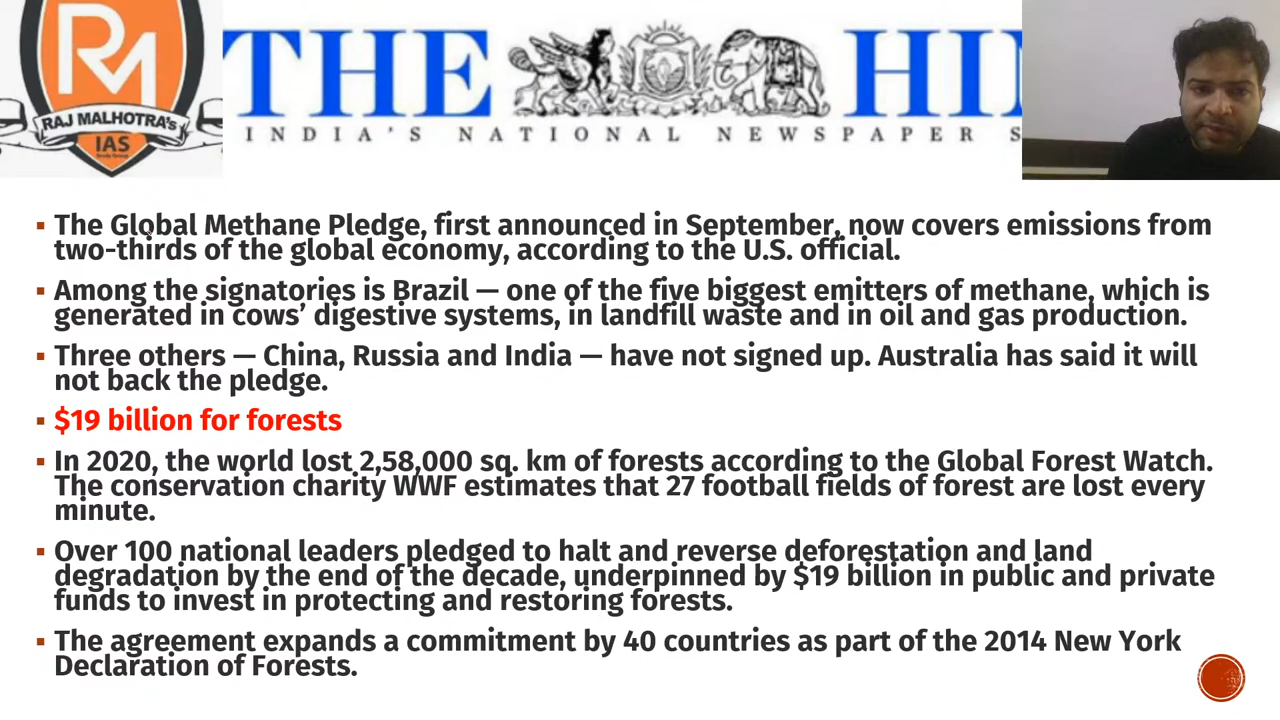 RM
RAJ MALHOTRA's
IAS
Study Group
THE HI
INDIA'S NATIONAL NEWSPAPER S
The Global Methane Pledge, first announced in September, now covers emissions from
two-thirds of the global economy, according to the U.S. official.
Among the signatories is Brazil — one of the five biggest emitters of methane, which is
generated in cows’ digestive systems, in landfill waste and in oil and gas production.
Three others — China, Russia and India — have not signed up. Australia has said it will
not back the pledge.
$19 billion for forests
In 2020, the world lost 2,58,000 sq. km of forests according to the Global Forest Watch.
The conservation charity WWF estimates that 27 football fields of forest are lost every
minute.
Over 100 national leaders pledged to halt and reverse deforestation and land
degradation by the end of the decade, underpinned by $19 billion in public and private
funds to invest in protecting and restoring forests.
The agreement expands a commitment by 40 countries as part of the 2014 New York
Declaration of Forests.